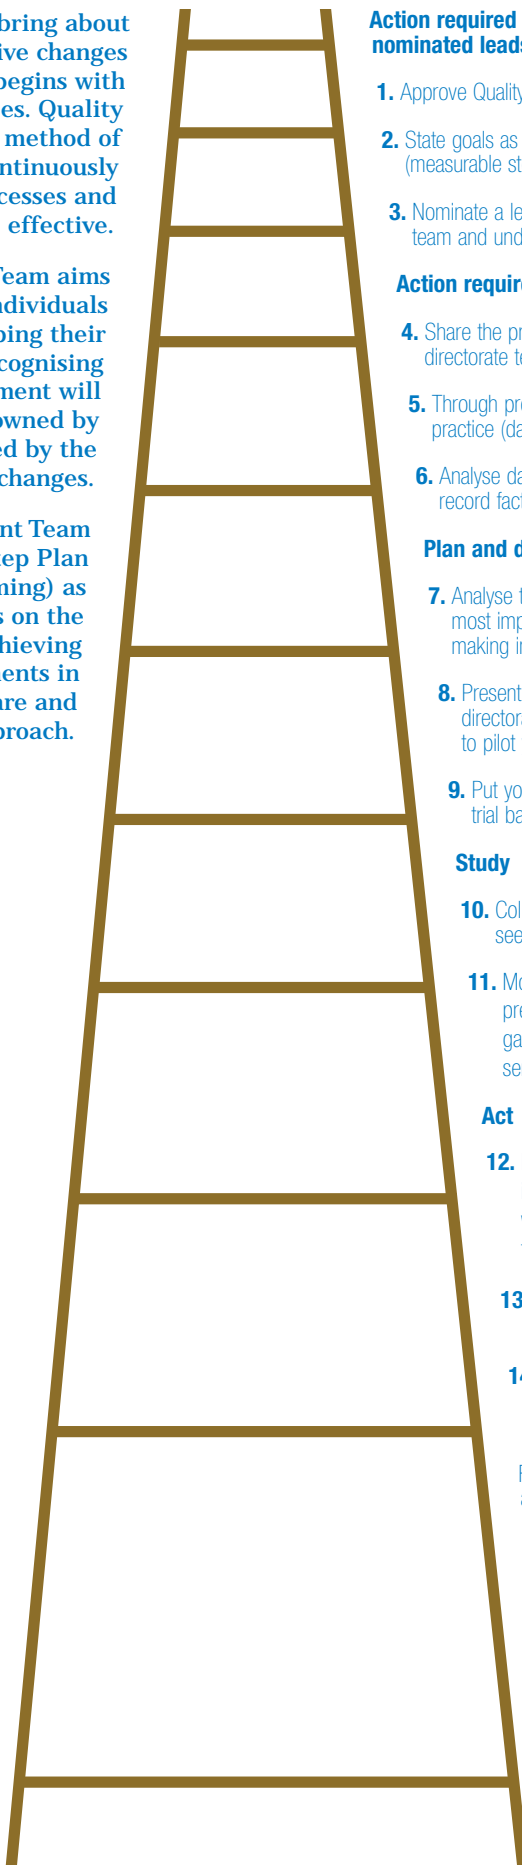 bring about
ive changes
begins with
es. Quality
method of
ntinuously
cesses and
effective.
Team aims
ndividuals
ping their
cognising
ment will
owned by
ed by the
changes.
nt Team
tep Plan
ning) as
s on the
hieving
ents in
are and
proach.
Action required
nominated leads
1. Approve Quality
2. State goals as
(measurable st
3. Nominate a le
team and und
Action require
4. Share the pr
directorate te
5. Through pre
practice (da
6. Analyse da
record fact
Plan and d
7. Analyse t
most imp
making in
8. Present
directora
to pilot
9. Put yo
trial ba
Study
10. Col
see
11. Mo
pre
ga
se
Act
12.
13
14